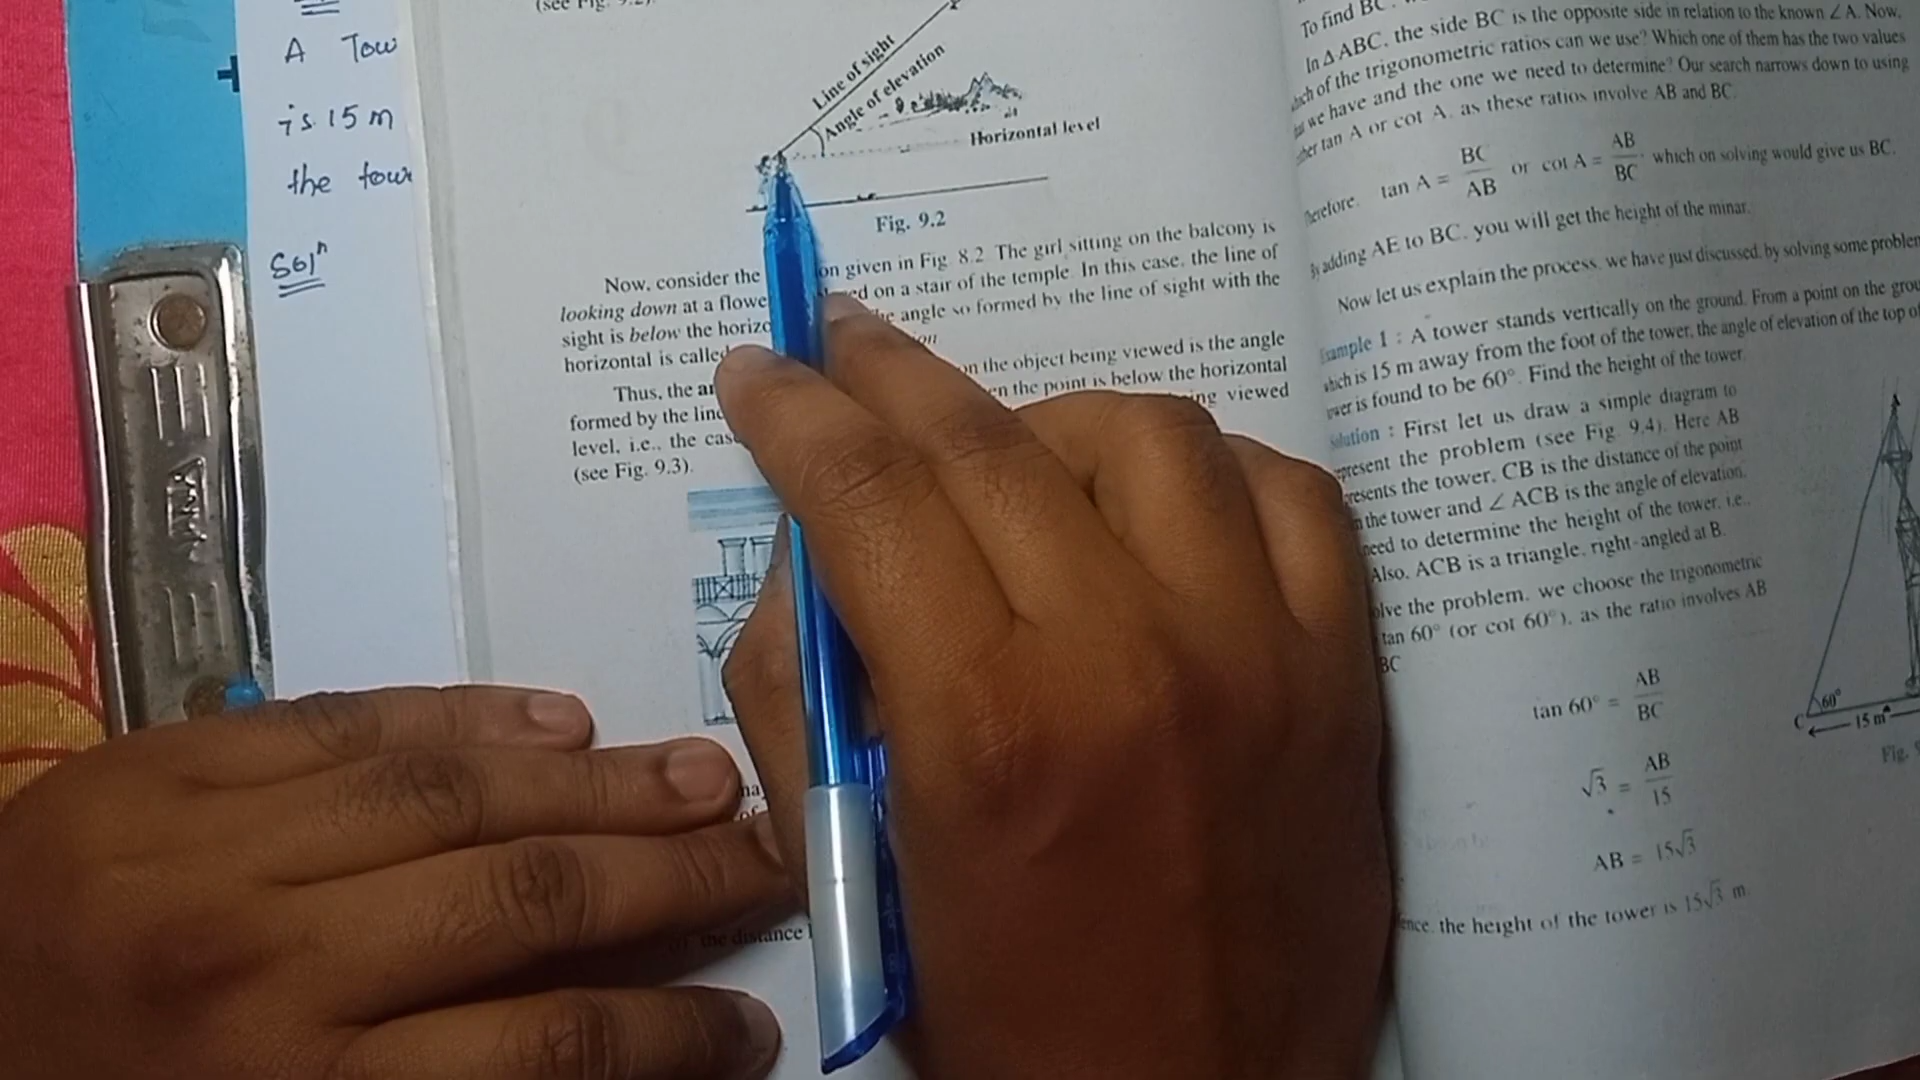 A Tow
is 15 m
the tow
Solⁿ
(see Fig. 9.2).
Line of sight
Angle of elevation
Horizontal level
Fig. 9.2
Now, consider the on given in Fig 8.2 The girl sitting on the balcony is
looking down at a flowe ed on a stair of the temple. In this case, the line of
sight is below the horizo he angle so formed by the line of sight with the
horizontal is called on
Thus, the an on the object being viewed is the angle
formed by the line en the point is below the horizontal
level, i.e., the cas ing viewed
(see Fig. 9.3).
the distance
To find BC
In Δ ABC, the side BC is the opposite side in relation to the known ∠ A. Now,
which of the trigonometric ratios can we use? Which one of them has the two values
we have and the one we need to determine? Our search narrows down to using
ther tan A or cot A, as these ratios involve AB and BC.
Therefore, tan A = BC/AB or cot A = AB/BC, which on solving would give us BC.
By adding AE to BC, you will get the height of the minar.
Now let us explain the process, we have just discussed, by solving some problem
Example 1 : A tower stands vertically on the ground. From a point on the grou
which is 15 m away from the foot of the tower, the angle of elevation of the top of
ower is found to be 60°. Find the height of the tower.
Solution : First let us draw a simple diagram to
epresent the problem (see Fig. 9.4). Here AB
presents the tower, CB is the distance of the point
the tower and ∠ ACB is the angle of elevation.
need to determine the height of the tower, i.e.,
Also, ACB is a triangle, right-angled at B.
olve the problem, we choose the trigonometric
tan 60° (or cot 60°), as the ratio involves AB
BC
tan 60° = AB/BC
√3 = AB/15
AB = 15√3
ence, the height of the tower is 15√3 m.
A
60°
C
15 m
Fig.